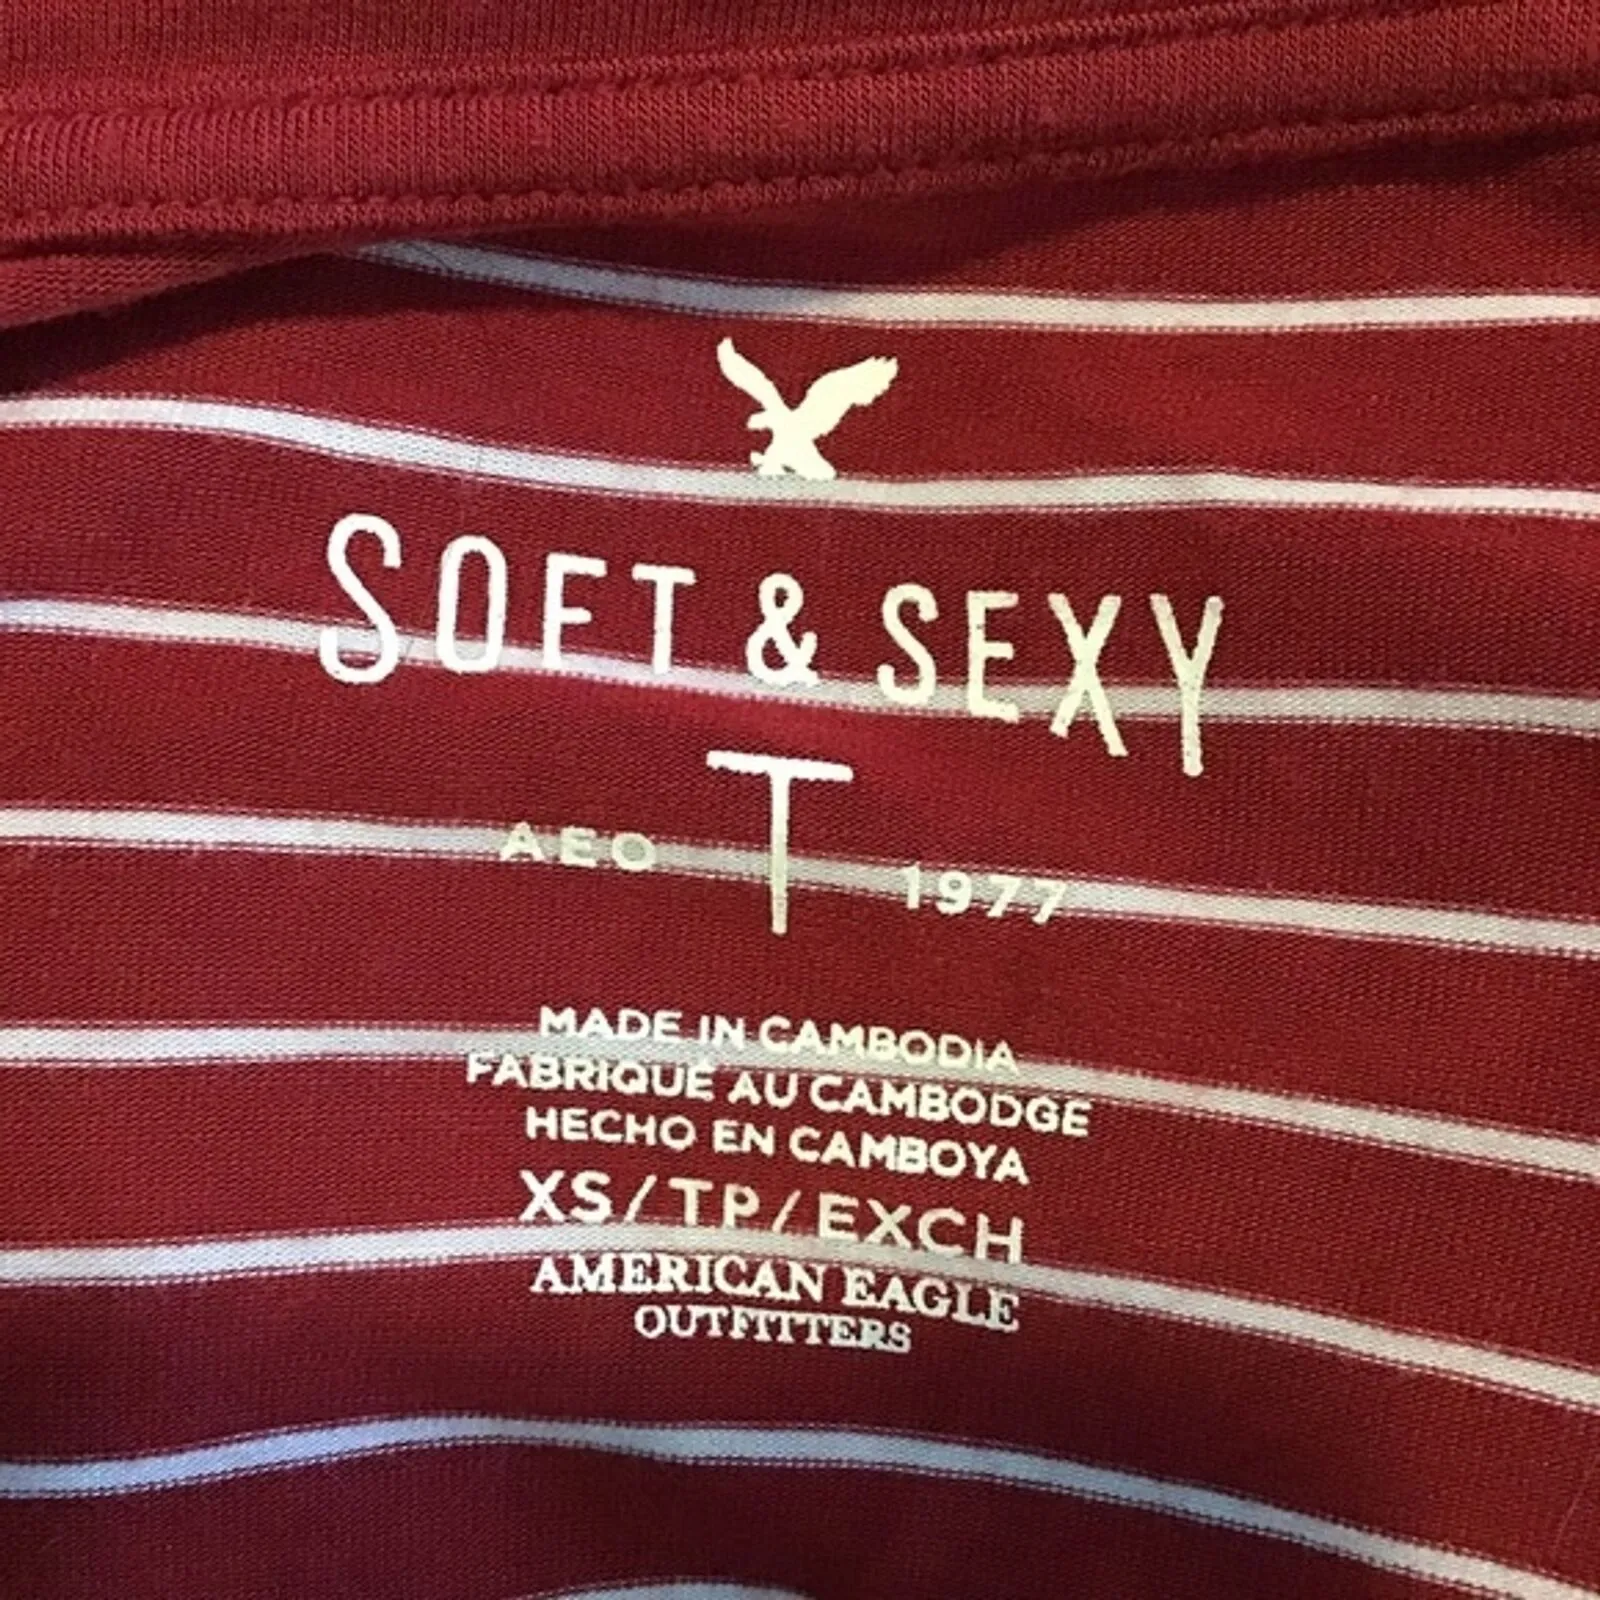 SOFT & SEXY
T
AEO 1977
MADE IN CAMBODIA
FABRIQUÉ AU CAMBODGE
HECHO EN CAMBOYA
XS/TP/EXCH
AMERICAN EAGLE
OUTFITTERS